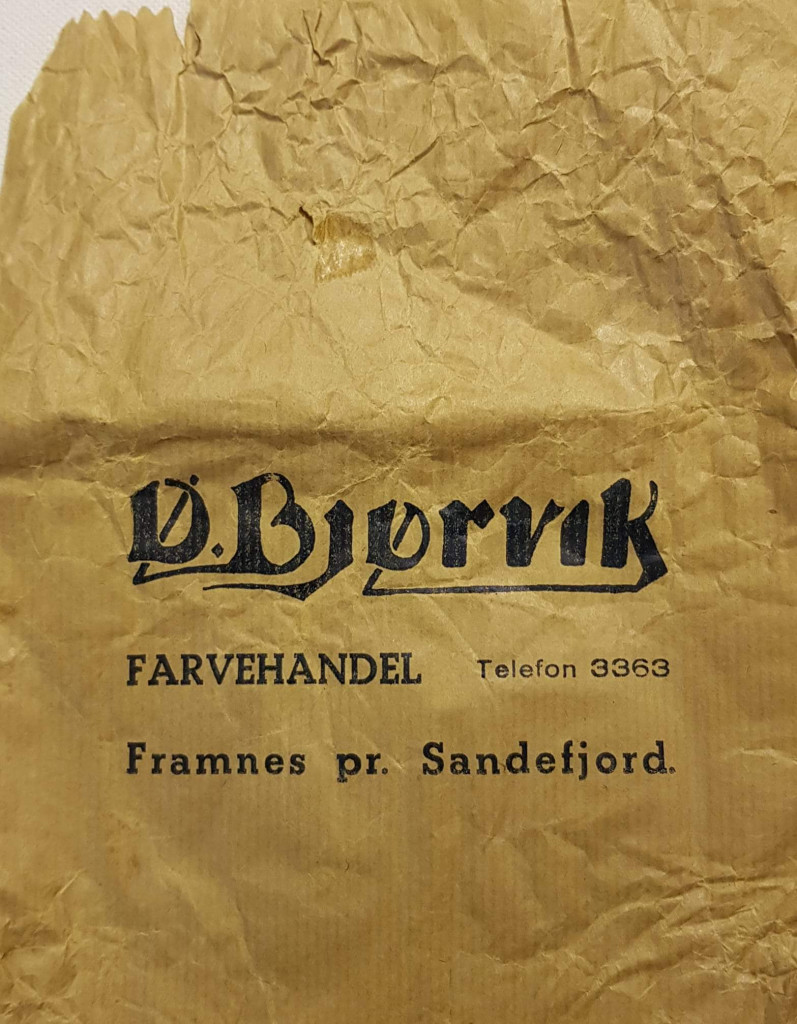 Ø. Bjørvik
FARVEHANDEL Telefon 3363
Framnes pr. Sandefjord.